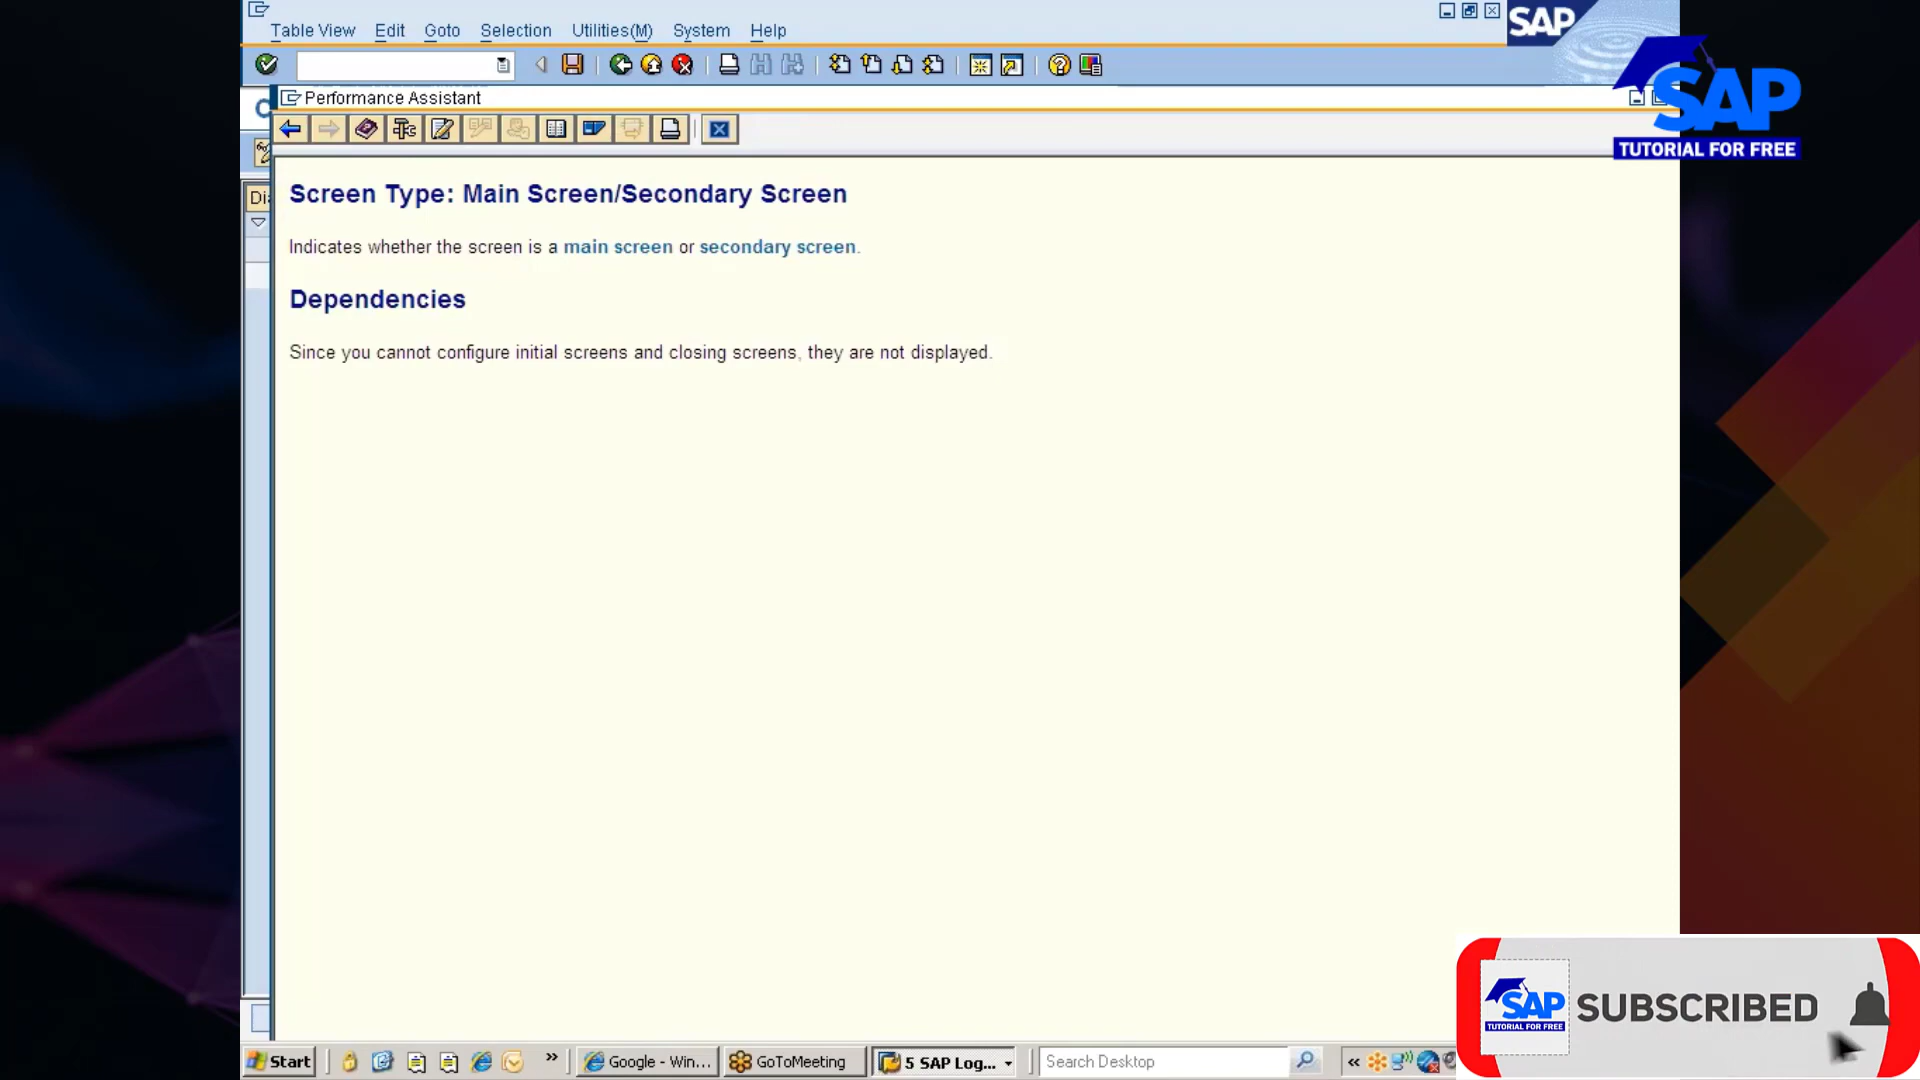 Table View Edit Goto Selection Utilities(M) System Help
SAP
Performance Assistant
SAP
TUTORIAL FOR FREE
Screen Type: Main Screen/Secondary Screen
Indicates whether the screen is a main screen or secondary screen.
Dependencies
Since you cannot configure initial screens and closing screens, they are not displayed.
SAP
TUTORIAL FOR FREE
SUBSCRIBED
Start
» Google - Win... GoToMeeting 5 SAP Log... Search Desktop «